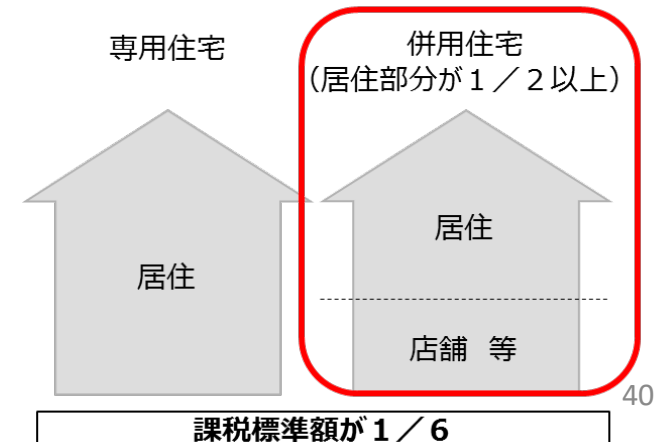 専用住宅
併用住宅
（居住部分が１／２以上）
居住
居住
店舗 等
40
課税標準額が１／６